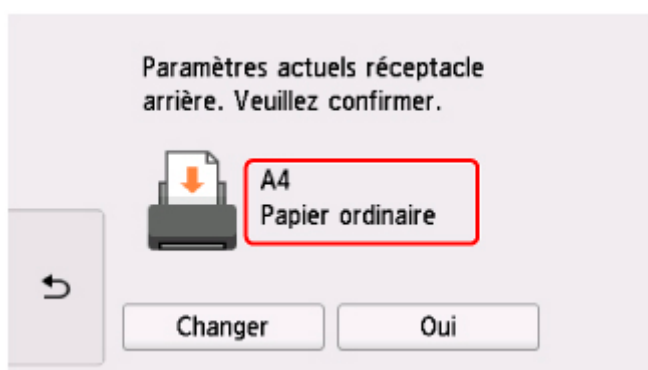 Paramètres actuels réceptacle
arrière. Veuillez confirmer.
A4
Papier ordinaire
Changer
Oui